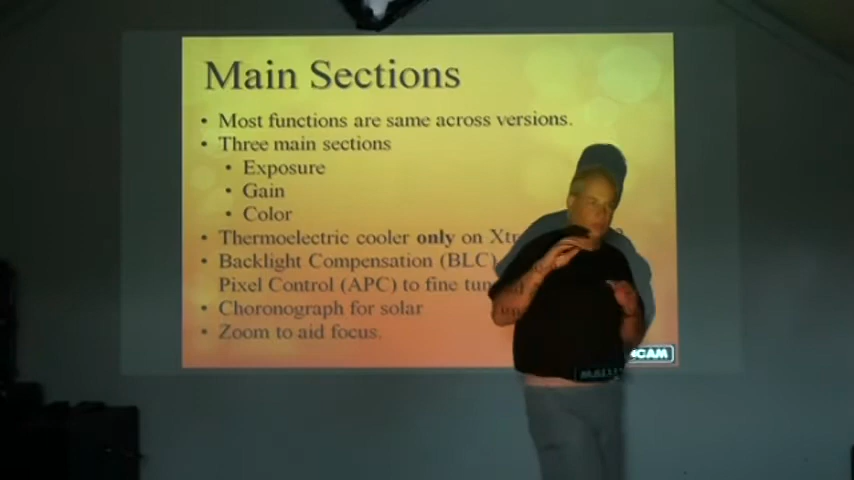 Main Sections
• Most functions are same across versions.
• Three main sections
• Exposure
• Gain
• Color
• Thermoelectric cooler only on
• Backlight Compensation (BLC)
Pixel Control (APC) to fine
• Choronograph for solar
• Zoom to aid focus.
CAM